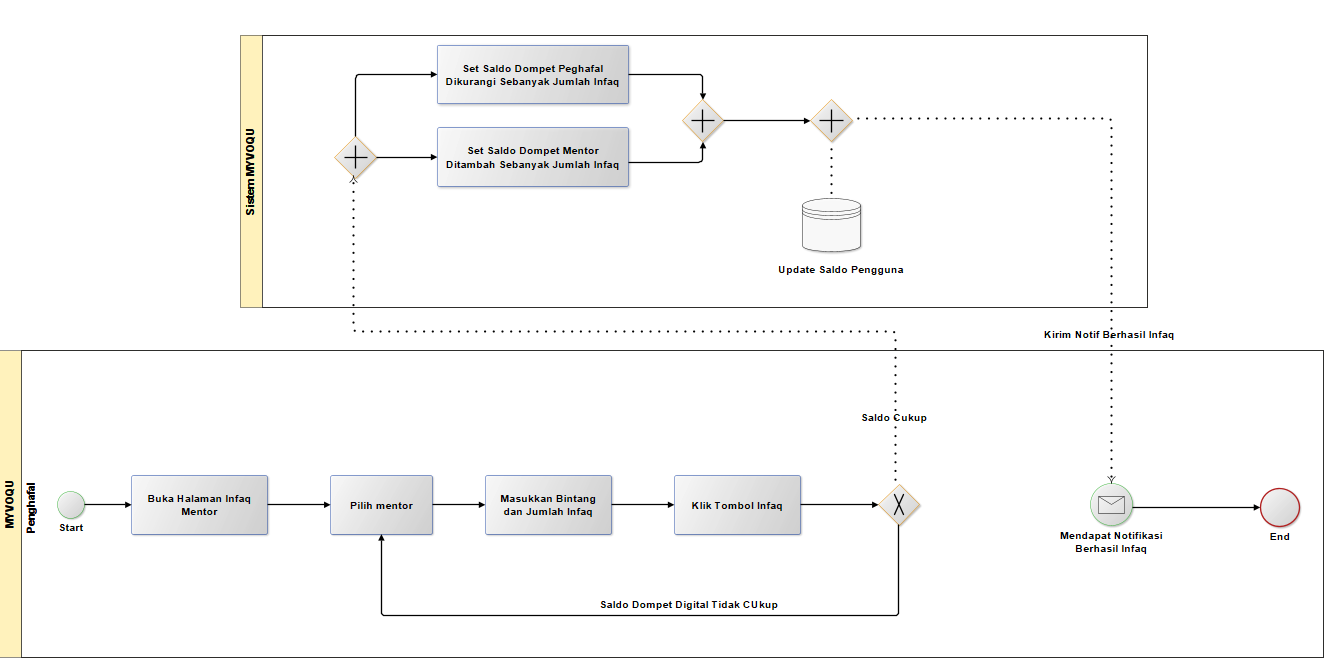 Sistem MYVOQU
Set Saldo Dompet Peghafal
Dikurangi Sebanyak Jumlah Infaq
Set Saldo Dompet Mentor
Ditambah Sebanyak Jumlah Infaq
Update Saldo Pengguna
Kirim Notif Berhasil Infaq
Saldo Cukup
MYVOQU
Penghafal
Start
Buka Halaman Infaq
Mentor
Pilih mentor
Masukkan Bintang
dan Jumlah Infaq
Klik Tombol Infaq
X
Mendapat Notifikasi
Berhasil Infaq
End
Saldo Dompet Digital Tidak CUkup